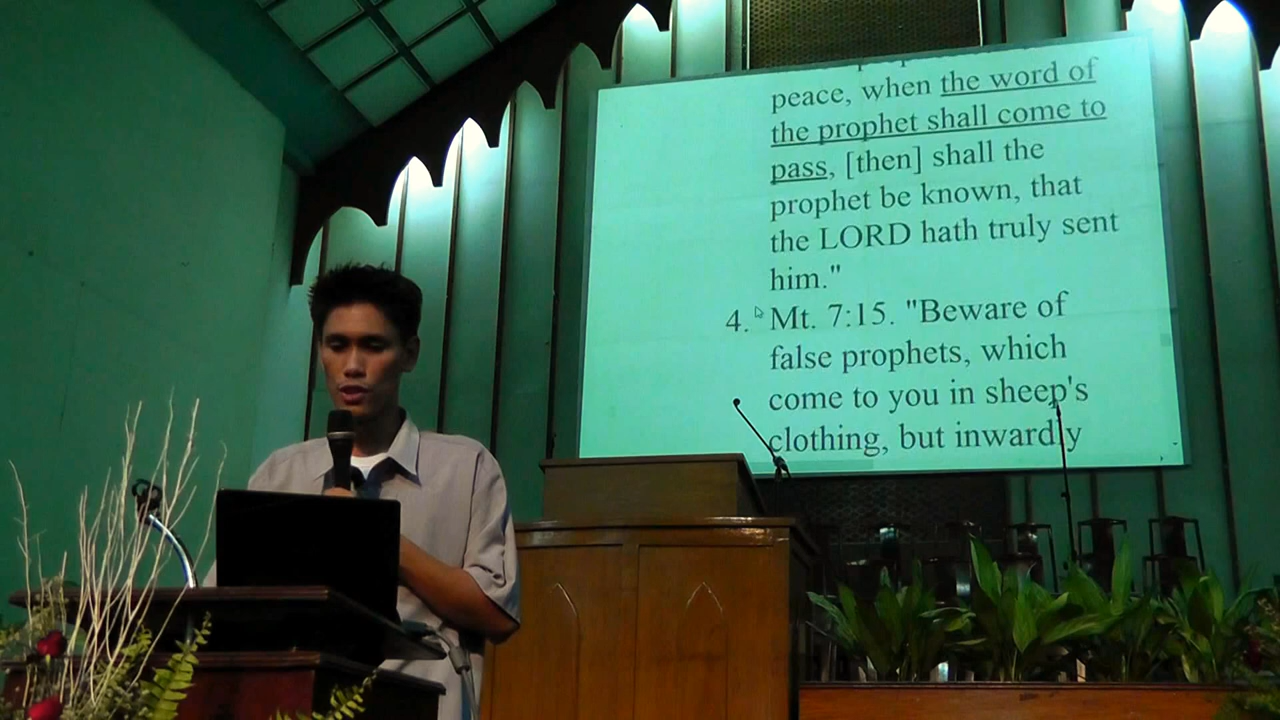 peace, when the word of
the prophet shall come to
pass, [then] shall the
prophet be known, that
the LORD hath truly sent
him."
4. Mt. 7:15. "Beware of
false prophets, which
come to you in sheep's
clothing, but inwardly